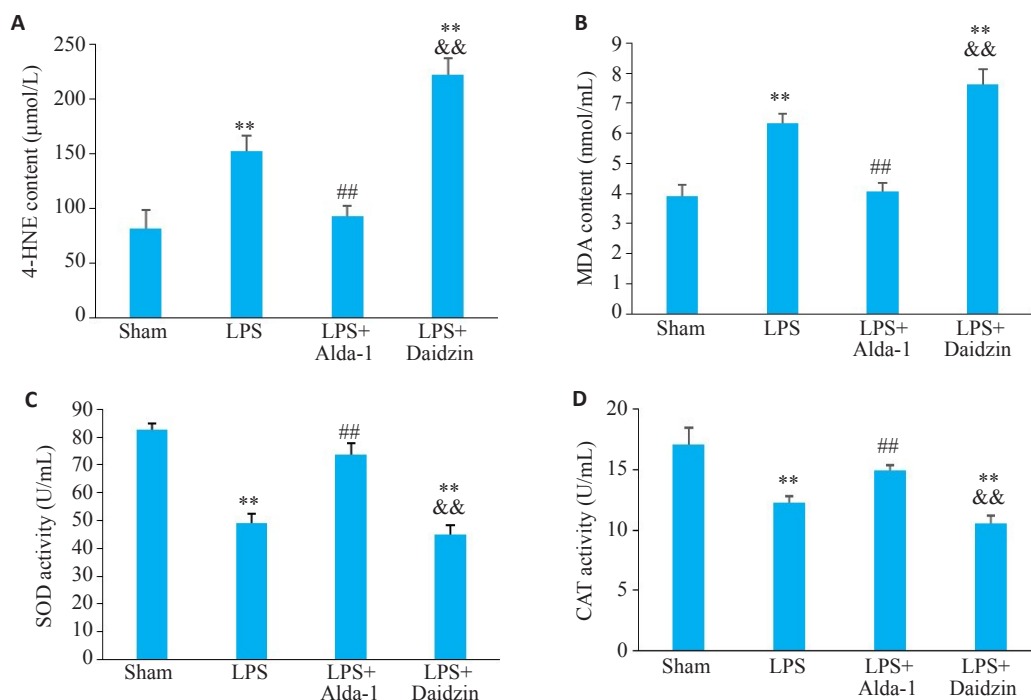 A
4-HNE content (μmol/L)
250
200
150
100
50
0
**
##
**
&&
Sham
LPS
LPS+
Alda-1
LPS+
Daidzin
B
MDA content (nmol/mL)
9
8
7
6
5
4
3
2
1
0
**
##
**
&&
Sham
LPS
LPS+
Alda-1
LPS+
Daidzin
C
SOD activity (U/mL)
90
80
70
60
50
40
30
20
10
0
**
##
**
&&
Sham
LPS
LPS+
Alda-1
LPS+
Daidzin
D
CAT activity (U/mL)
20
15
10
5
0
**
##
**
&&
Sham
LPS
LPS+
Alda-1
LPS+
Daidzin